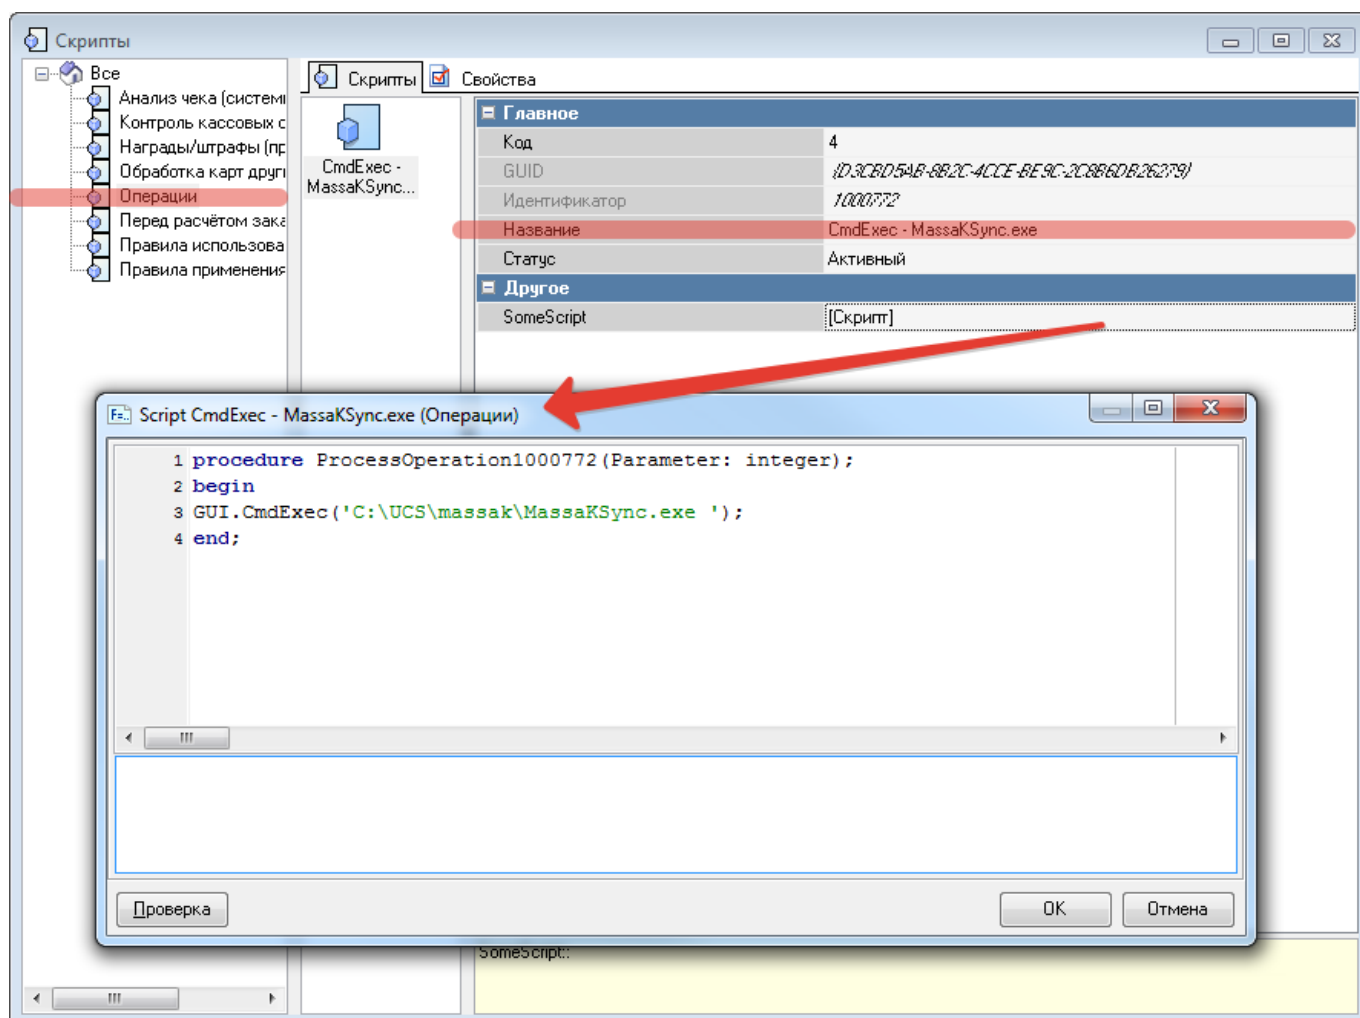 Скрипты
Все
Анализ чека (системн
Контроль кассовых с
Награды/штрафы (пр
Обработка карт други
Операции
Перед расчётом зака
Правила использова
Правила применения
Скрипты
Свойства
CmdExec -
MassaKSync...
Главное
Код 4
GUID {D3CBD5AB-8B2C-4CCE-BE9C-2C8B6DB26279}
Идентификатор 1000772
Название CmdExec - MassaKSync.exe
Статус Активный
Другое
SomeScript [Скрипт]
Script CmdExec - MassaKSync.exe (Операции)
1 procedure ProcessOperation1000772(Parameter: integer);
2 begin
3 GUI.CmdExec('C:\UCS\massak\MassaKSync.exe ');
4 end;
Проверка
OK
Отмена
SomeScript::